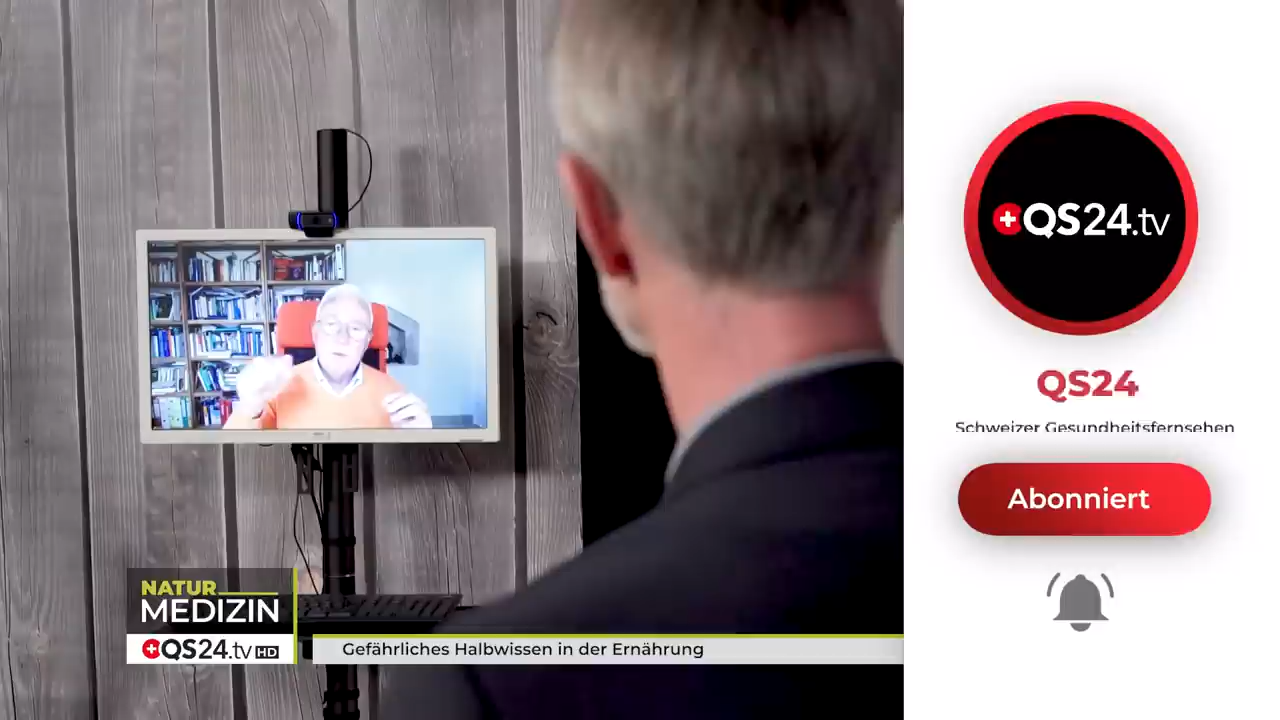 NATUR
MEDIZIN
QS24.tv HD
Gefährliches Halbwissen in der Ernährung
QS24.tv
QS24
Schweizer Gesundheitsfernsehen
Abonniert